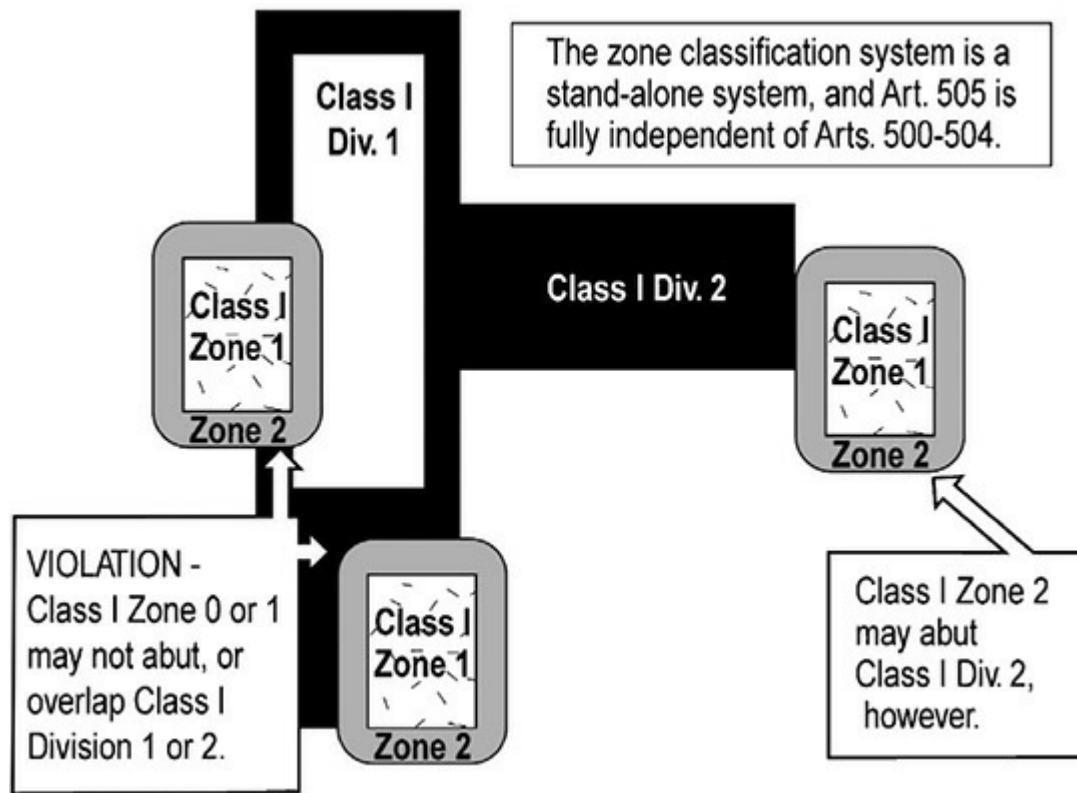 The zone classification system is a
stand-alone system, and Art. 505 is
fully independent of Arts. 500-504.
Class I
Div. 1
Class I Div. 2
Class I
Zone 1
Zone 2
Class I
Zone 1
Zone 2
VIOLATION -
Class I Zone 0 or 1
may not abut, or
overlap Class I
Division 1 or 2.
Class I
Zone 1
Zone 2
Class I Zone 2
may abut
Class I Div. 2,
however.